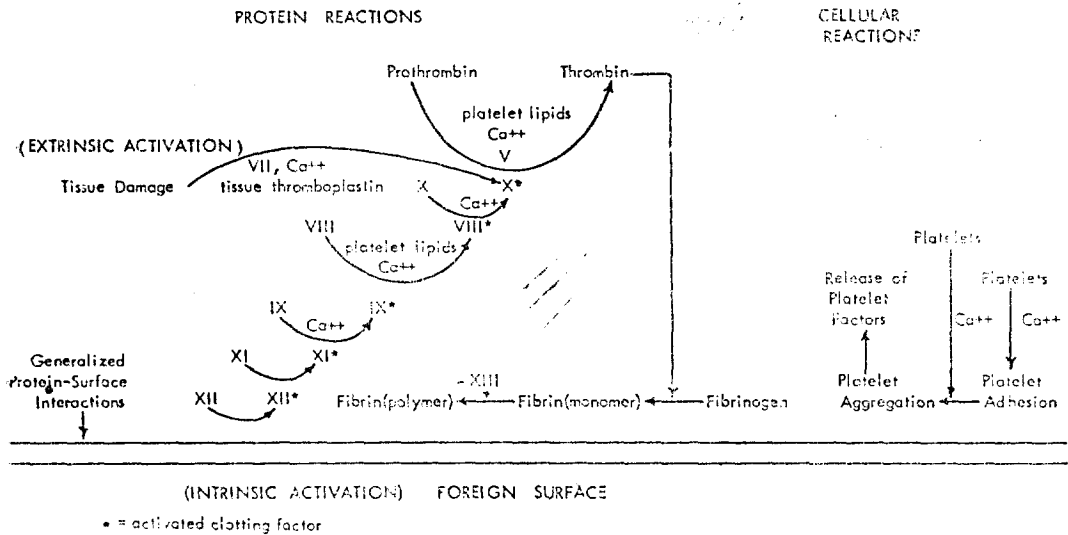 PROTEIN REACTIONS
CELLULAR
REACTIONS
Prothrombin
Thrombin
platelet lipids
Ca++
V
(EXTRINSIC ACTIVATION)
VII, Ca++
Tissue Damage
tissue thromboplastin
X
X*
Ca++
VIII
VIII*
platelet lipids
Ca++
IX
IX*
Ca++
XI
XI*
XII
XII*
Generalized
Protein-Surface
Interactions
XIII
Fibrin(polymer)
Fibrin(monomer)
Fibrinogen
Platelets
Release of
Platelet
Factors
Platelets
Ca++
Ca++
Platelet
Aggregation
Platelet
Adhesion
(INTRINSIC ACTIVATION) FOREIGN SURFACE
* = activated clotting factor